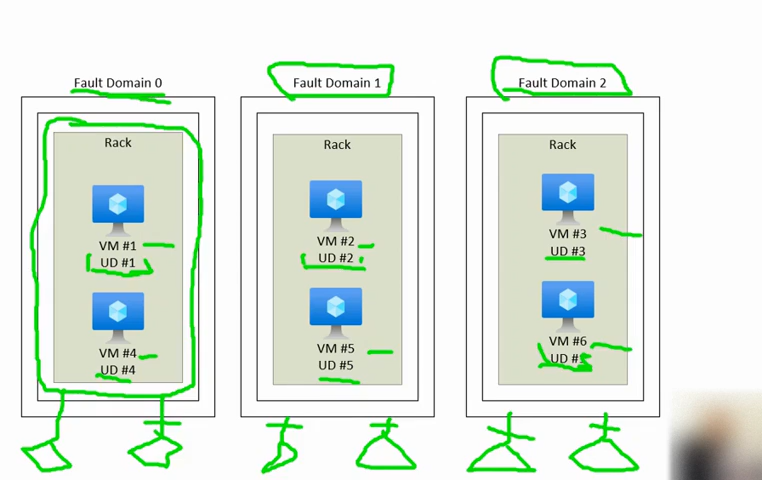 Fault Domain 0
Rack
VM #1
UD #1
VM #4
UD #4
Fault Domain 1
Rack
VM #2
UD #2
VM #5
UD #5
Fault Domain 2
Rack
VM #3
UD #3
VM #6
UD